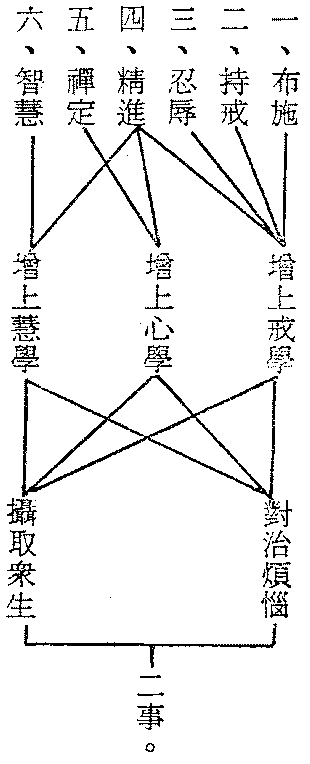 一、布施
二、持戒
三、忍辱
四、精進
五、禪定
六、智慧
增上戒學
增上心學
增上慧學
對治煩惱
攝取衆生
二事。